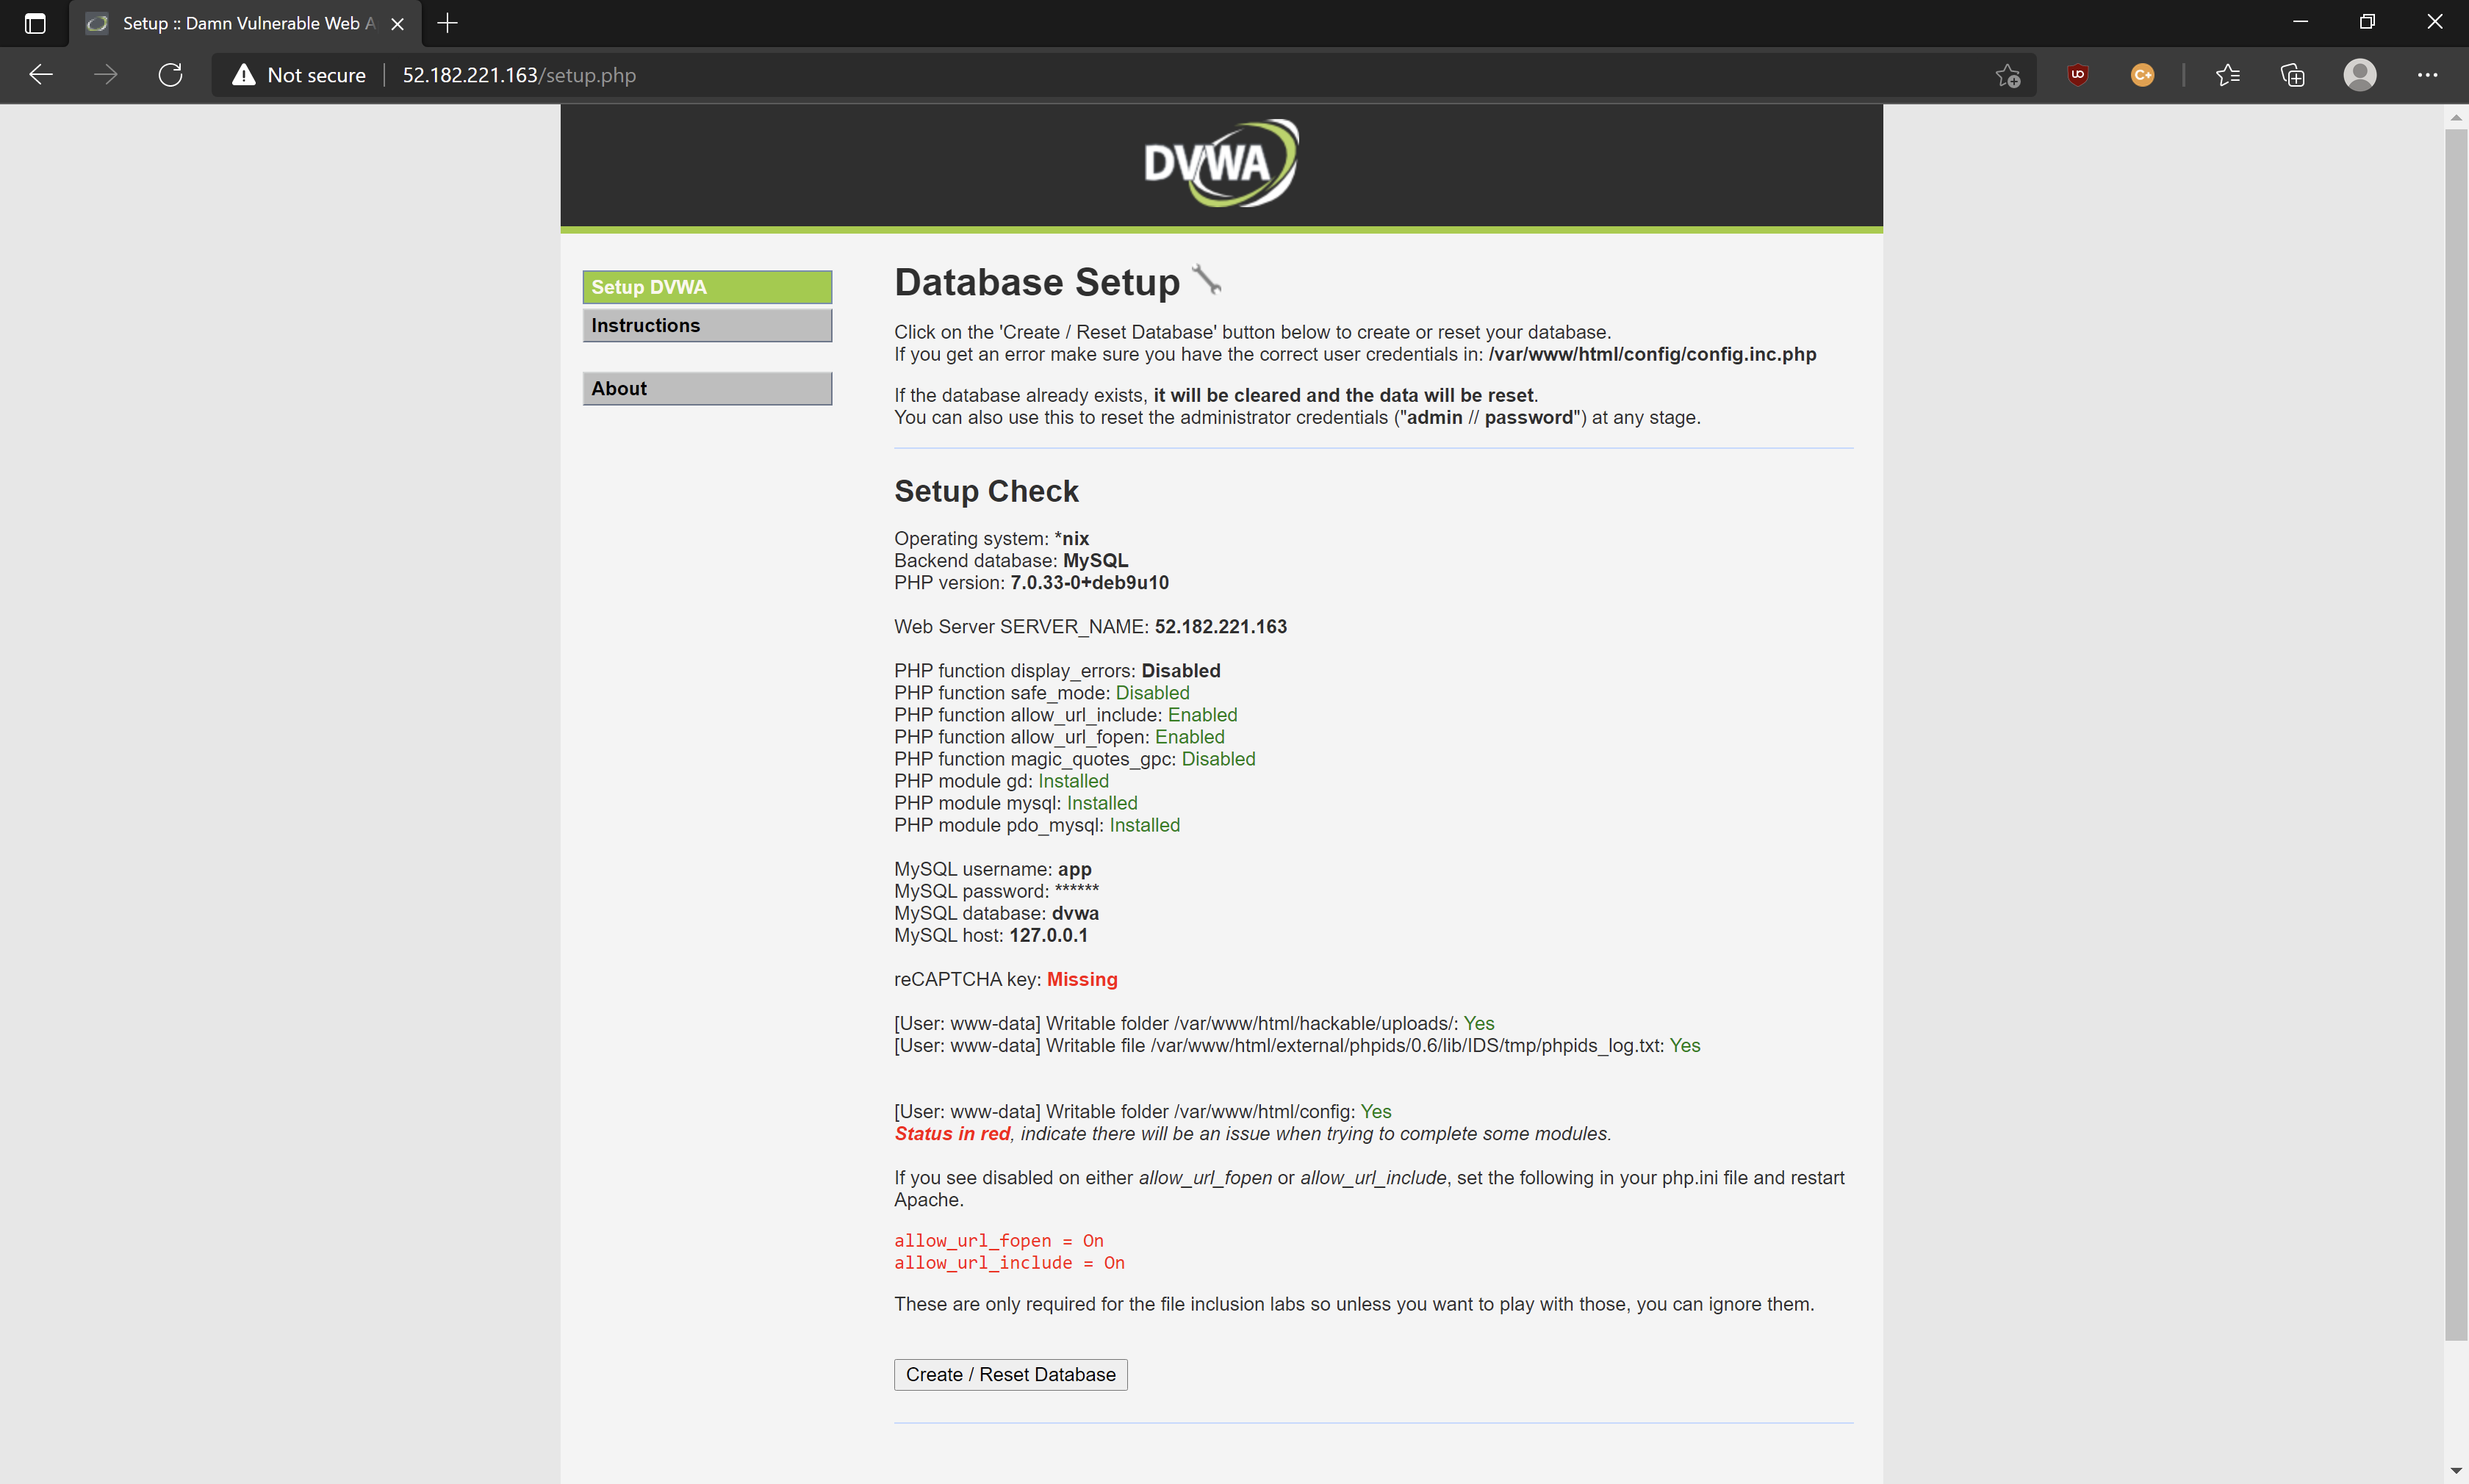 Setup :: Damn Vulnerable Web A
Not secure
52.182.221.163/setup.php
DVWA
Setup DVWA
Instructions
About
Database Setup
Click on the 'Create / Reset Database' button below to create or reset your database.
If you get an error make sure you have the correct user credentials in: /var/www/html/config/config.inc.php
If the database already exists, it will be cleared and the data will be reset.
You can also use this to reset the administrator credentials ("admin // password") at any stage.
Setup Check
Operating system: *nix
Backend database: MySQL
PHP version: 7.0.33-0+deb9u10
Web Server SERVER_NAME: 52.182.221.163
PHP function display_errors: Disabled
PHP function safe_mode: Disabled
PHP function allow_url_include: Enabled
PHP function allow_url_fopen: Enabled
PHP function magic_quotes_gpc: Disabled
PHP module gd: Installed
PHP module mysql: Installed
PHP module pdo_mysql: Installed
MySQL username: app
MySQL password: ******
MySQL database: dvwa
MySQL host: 127.0.0.1
reCAPTCHA key: Missing
[User: www-data] Writable folder /var/www/html/hackable/uploads/: Yes
[User: www-data] Writable file /var/www/html/external/phpids/0.6/lib/IDS/tmp/phpids_log.txt: Yes
[User: www-data] Writable folder /var/www/html/config: Yes
Status in red, indicate there will be an issue when trying to complete some modules.
If you see disabled on either allow_url_fopen or allow_url_include, set the following in your php.ini file and restart
Apache.
allow_url_fopen = On
allow_url_include = On
These are only required for the file inclusion labs so unless you want to play with those, you can ignore them.
Create / Reset Database